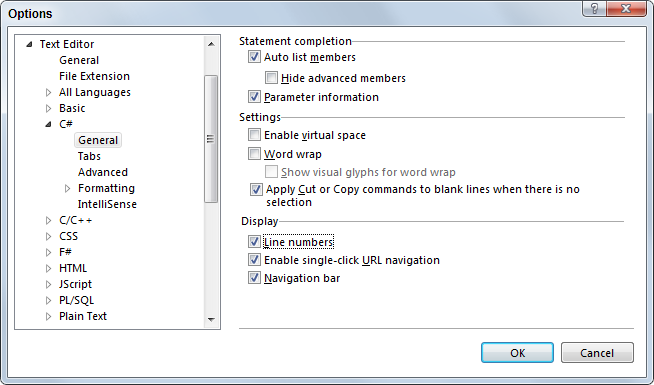 Options
Text Editor
General
File Extension
All Languages
Basic
C#
General
Tabs
Advanced
Formatting
IntelliSense
C/C++
CSS
F#
HTML
JScript
PL/SQL
Plain Text
Statement completion
Auto list members
Hide advanced members
Parameter information
Settings
Enable virtual space
Word wrap
Show visual glyphs for word wrap
Apply Cut or Copy commands to blank lines when there is no
selection
Display
Line numbers
Enable single-click URL navigation
Navigation bar
OK
Cancel